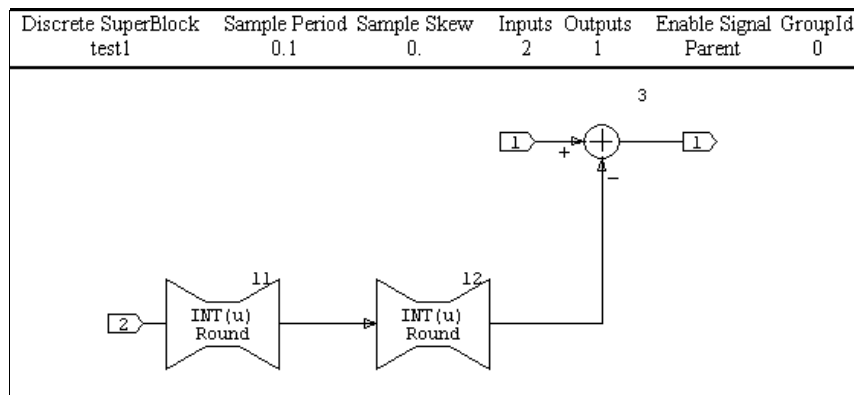 Discrete SuperBlock Sample Period Sample Skew Inputs Outputs Enable Signal GroupId
test1 0.1 0. 2 1 Parent 0
3
1 + 1
−
11 12
2 INT(u) INT(u)
Round Round